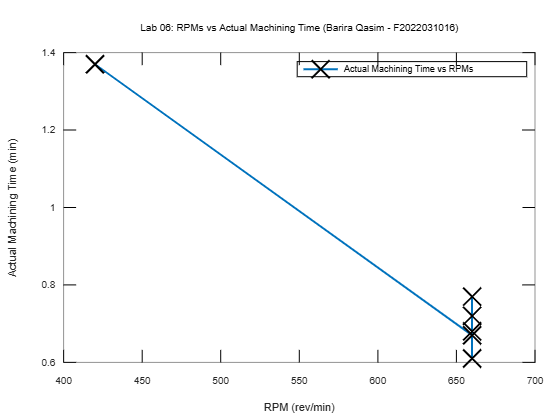 Lab 06: RPMs vs Actual Machining Time (Barira Qasim - F2022031016)
Actual Machining Time vs RPMs
1.4
1.2
1
0.8
0.6
Actual Machining Time (min)
400 450 500 550 600 650 700
RPM (rev/min)